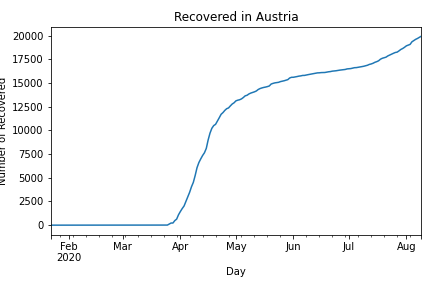 Recovered in Austria
Number of Recovered
20000
17500
15000
12500
10000
7500
5000
2500
0
Feb
2020
Mar
Apr
May
Jun
Jul
Aug
Day